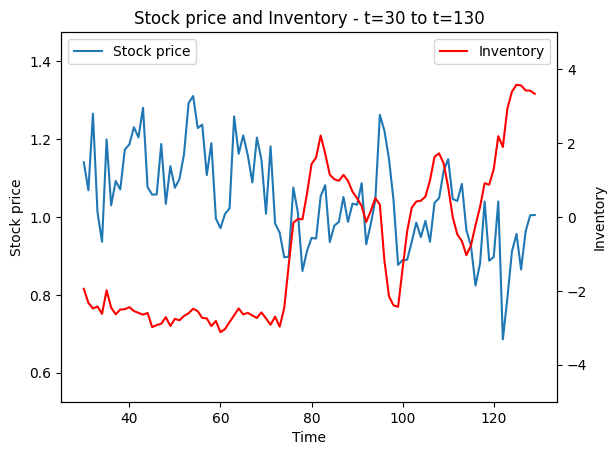 Stock price and Inventory - t=30 to t=130
Stock price
Inventory
1.4
1.2
1.0
0.8
0.6
4
2
0
−2
−4
Stock price
Inventory
40
60
80
100
120
Time